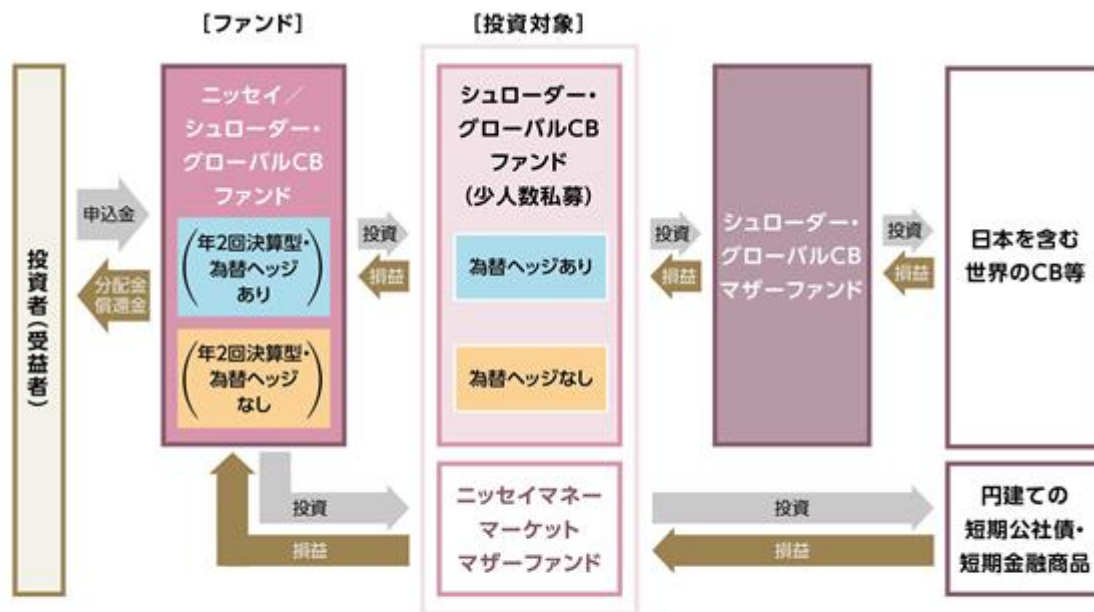 [ファンド]
[投資対象]
投資者(受益者)
申込金
分配金
償還金
ニッセイ／
シュローダー・
グローバルCB
ファンド
(年2回決算型・
為替ヘッジ
あり)
(年2回決算型・
為替ヘッジ
なし)
投資
損益
シュローダー・
グローバルCB
ファンド
(少人数私募)
為替ヘッジあり
為替ヘッジなし
投資
損益
シュローダー・
グローバルCB
マザーファンド
投資
損益
日本を含む
世界のCB等
投資
損益
ニッセイマネー
マーケット
マザーファンド
投資
損益
円建ての
短期公社債・
短期金融商品